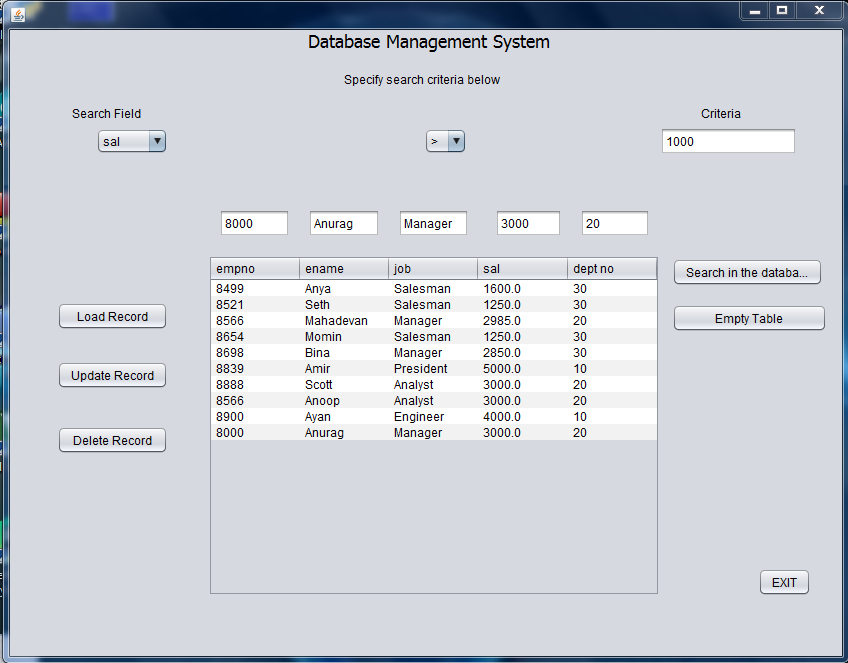 Database Management System
Specify search criteria below
Search Field Criteria
sal > 1000
8000 Anurag Manager 3000 20
empno ename job sal dept no
8499 Anya Salesman 1600.0 30
8521 Seth Salesman 1250.0 30
8566 Mahadevan Manager 2985.0 20
8654 Momin Salesman 1250.0 30
8698 Bina Manager 2850.0 30
8839 Amir President 5000.0 10
8888 Scott Analyst 3000.0 20
8566 Anoop Analyst 3000.0 20
8900 Ayan Engineer 4000.0 10
8000 Anurag Manager 3000.0 20
Load Record
Update Record
Delete Record
Search in the databa...
Empty Table
EXIT